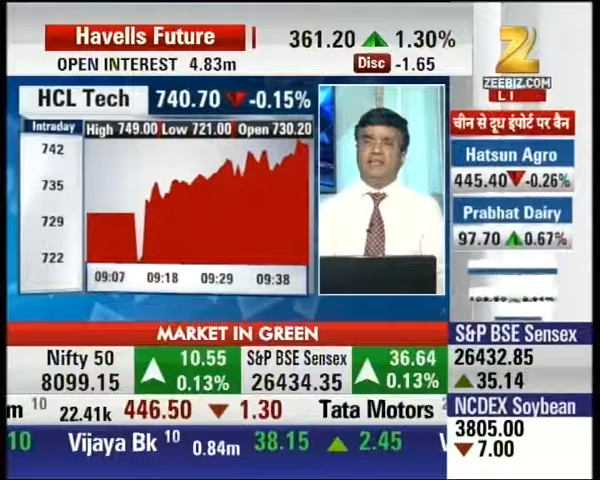 Havells Future
361.20 1.30%
OPEN INTEREST 4.83m
Disc -1.65
Z
ZEEBIZ.COM
L I
HCL Tech 740.70 -0.15%
Intraday High 749.00 Low 721.00 Open 730.20
742
735
729
722
09:07 09:18 09:29 09:38
चीन से दूध इंपोर्ट पर बैन
Hatsun Agro
445.40 -0.26%
Prabhat Dairy
97.70 0.67%
MARKET IN GREEN
Nifty 50 10.55 S&P BSE Sensex 36.64
8099.15 0.13% 26434.35 0.13%
S&P BSE Sensex
26432.85
35.14
m 10 22.41k 446.50 1.30 Tata Motors
NCDEX Soybean
3805.00
7.00
10 Vijaya Bk 10 0.84m 38.15 2.45